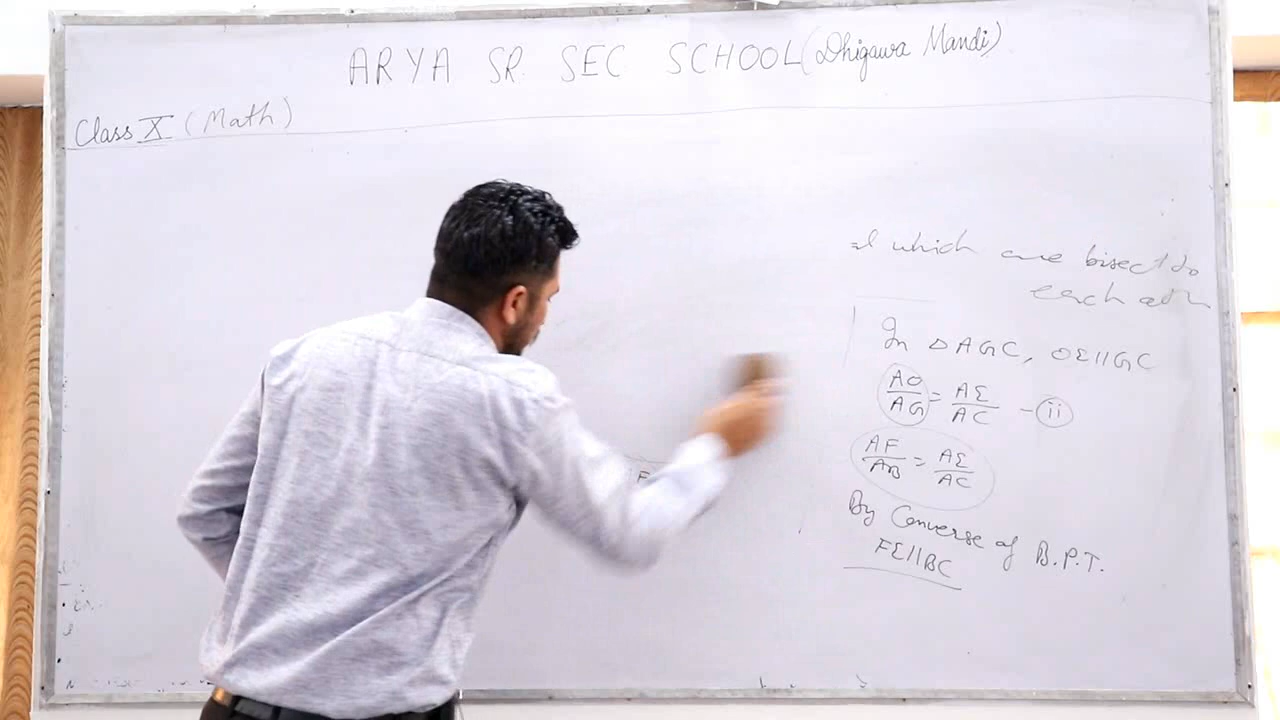 ARYA SR. SEC SCHOOL (Dhigawa Mandi)
Class X (Math)
which are bisect to
each
In △AGC, OE||GC
AO/AG = AE/AC - (ii)
AF/AB = AE/AC
By Converse of B.P.T.
FE||BC
F